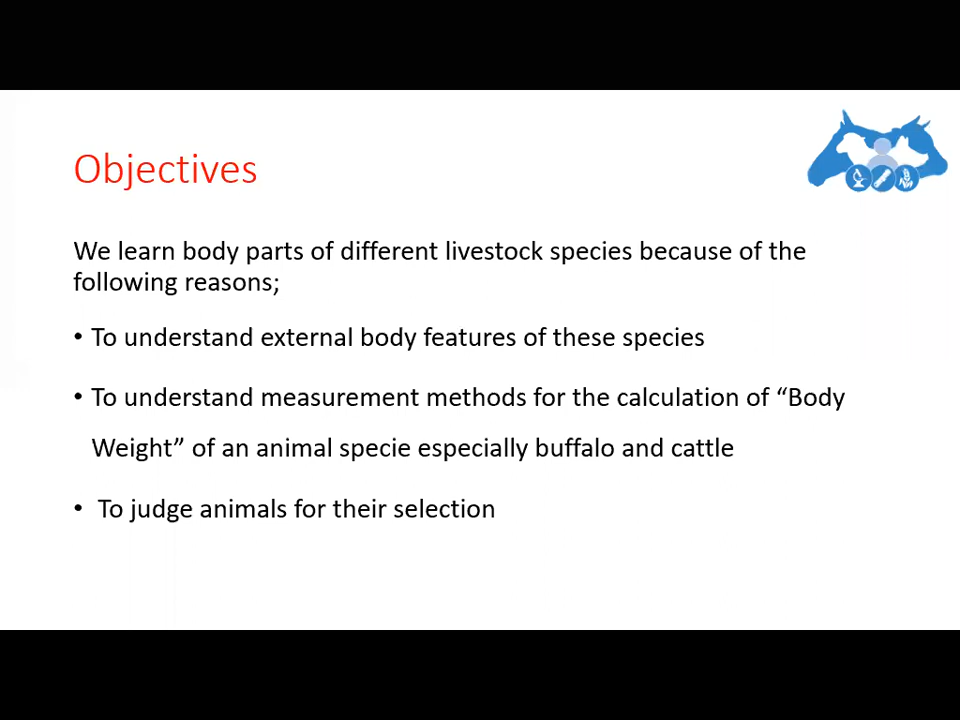 Objectives
We learn body parts of different livestock species because of the
following reasons;
• To understand external body features of these species
• To understand measurement methods for the calculation of “Body
Weight” of an animal specie especially buffalo and cattle
• To judge animals for their selection